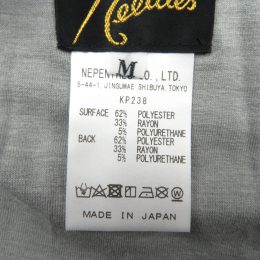 Needles
M
NEPENTHES CO., LTD.
5-44-1, JINGUMAE SHIBUYA TOKYO
KP238
SURFACE 62% POLYESTER
33% RAYON
5% POLYURETHANE
BACK 62% POLYESTER
33% RAYON
5% POLYURETHANE
MADE IN JAPAN